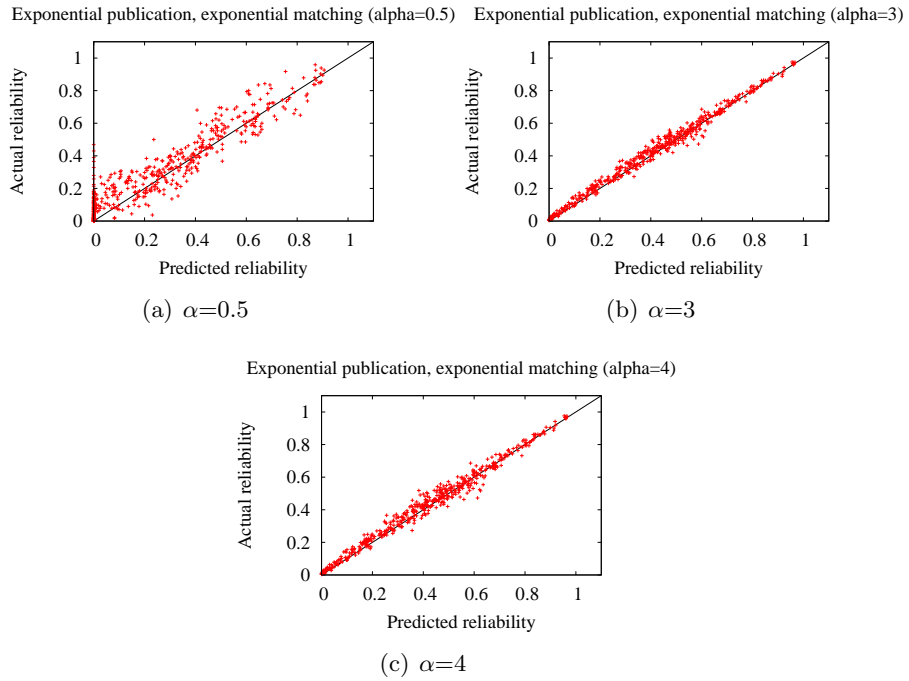 Exponential publication, exponential matching (alpha=0.5)
Actual reliability
1
0.8
0.6
0.4
0.2
0
0 0.2 0.4 0.6 0.8 1
Predicted reliability
(a) α=0.5
Exponential publication, exponential matching (alpha=3)
Actual reliability
1
0.8
0.6
0.4
0.2
0
0 0.2 0.4 0.6 0.8 1
Predicted reliability
(b) α=3
Exponential publication, exponential matching (alpha=4)
Actual reliability
1
0.8
0.6
0.4
0.2
0
0 0.2 0.4 0.6 0.8 1
Predicted reliability
(c) α=4